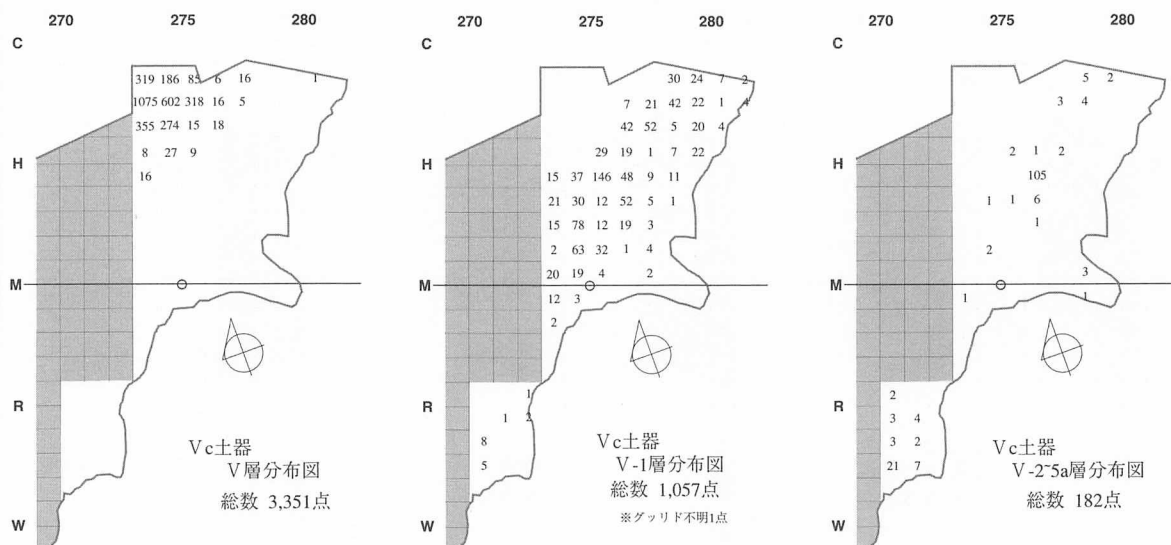 270 275 280
C
319 186 85 6 16 1
1075 602 318 16 5
355 274 15 18
H 8 27 9
16
M
R
W
Ⅴc土器
Ⅴ層分布図
総数 3,351点
270 275 280
C
30 24 7 2
7 21 42 22 1 4
42 52 5 20 4
H 29 19 1 7 22
15 37 146 48 9 11
21 30 12 52 5 1
15 78 12 19 3
2 63 32 1 4
20 19 4 2
M
12 3
2
1
R 1 2
8
5
W
Ⅴc土器
Ⅴ-1層分布図
総数 1,057点
※グッリド不明1点
270 275 280
C
5 2
3 4
H 2 1 2
105
1 1 6
1
2
3
M
1 1
2
R 3 4
3 2
21 7
W
Ⅴc土器
Ⅴ-2~5a層分布図
総数 182点